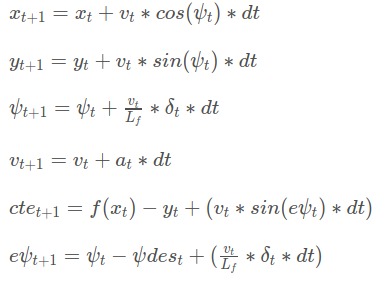 x_{t+1} = x_t + v_t * cos(ψ_t) * dt
y_{t+1} = y_t + v_t * sin(ψ_t) * dt
ψ_{t+1} = ψ_t + \frac{v_t}{L_f} * δ_t * dt
v_{t+1} = v_t + a_t * dt
cte_{t+1} = f(x_t) − y_t + (v_t * sin(eψ_t) * dt)
eψ_{t+1} = ψ_t − ψdes_t + (\frac{v_t}{L_f} * δ_t * dt)